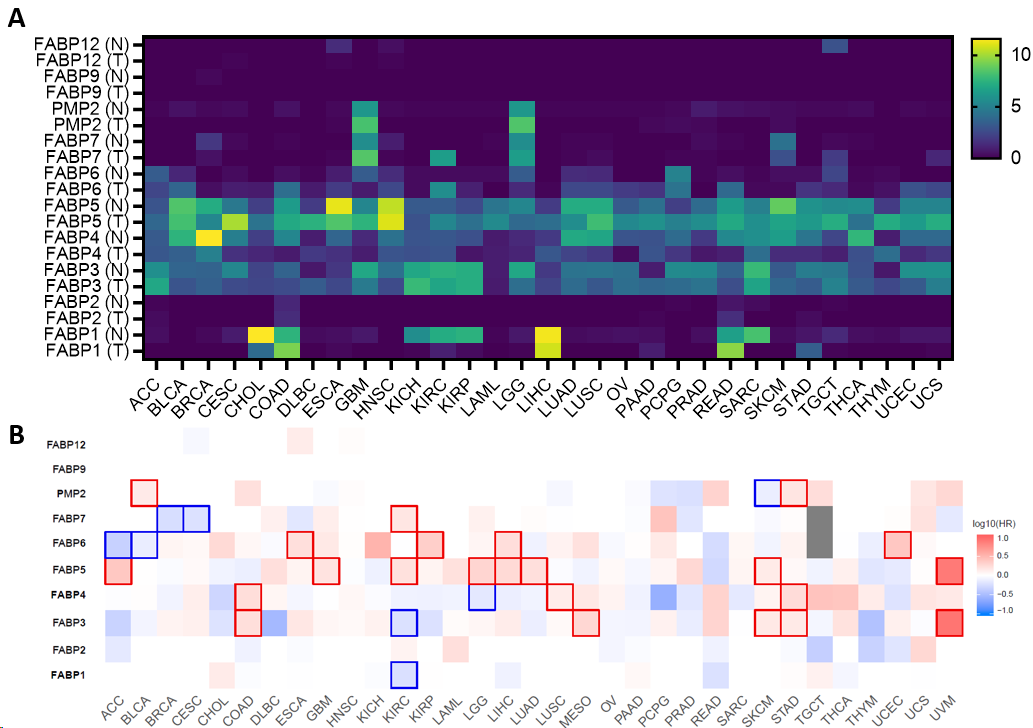 A
FABP12 (N)
FABP12 (T)
FABP9 (N)
FABP9 (T)
PMP2 (N)
PMP2 (T)
FABP7 (N)
FABP7 (T)
FABP6 (N)
FABP6 (T)
FABP5 (N)
FABP5 (T)
FABP4 (N)
FABP4 (T)
FABP3 (N)
FABP3 (T)
FABP2 (N)
FABP2 (T)
FABP1 (N)
FABP1 (T)
10
5
0
ACC BLCA BRCA CESC CHOL COAD DLBC ESCA GBM HNSC KICH KIRC KIRP LAML LGG LIHC LUAD LUSC OV PAAD PCPG PRAD READ SARC SKCM STAD TGCT THCA THYM UCEC UCS
B
FABP12
FABP9
PMP2
FABP7
FABP6
FABP5
FABP4
FABP3
FABP2
FABP1
log10(HR)
1.0
0.5
0.0
−0.5
−1.0
ACC BLCA BRCA CESC CHOL COAD DLBC ESCA GBM HNSC KICH KIRC KIRP LAML LGG LIHC LUAD LUSC MESO OV PAAD PCPG PRAD READ SARC SKCM STAD TGCT THCA THYM UCEC UCS UVM